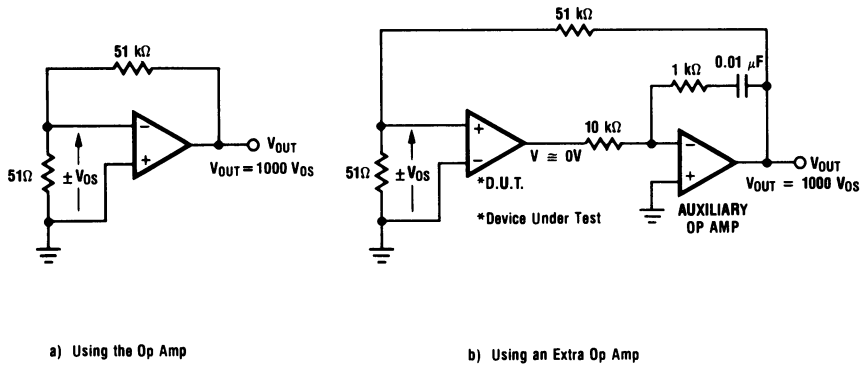 51 kΩ
−
+
51Ω
± VOS
VOUT
VOUT = 1000 VOS
a) Using the Op Amp
51 kΩ
1 kΩ
0.01 μF
10 kΩ
+
−
51Ω
± VOS
V ≅ 0V
*D.U.T.
*Device Under Test
−
+
AUXILIARY
OP AMP
VOUT
VOUT = 1000 VOS
b) Using an Extra Op Amp